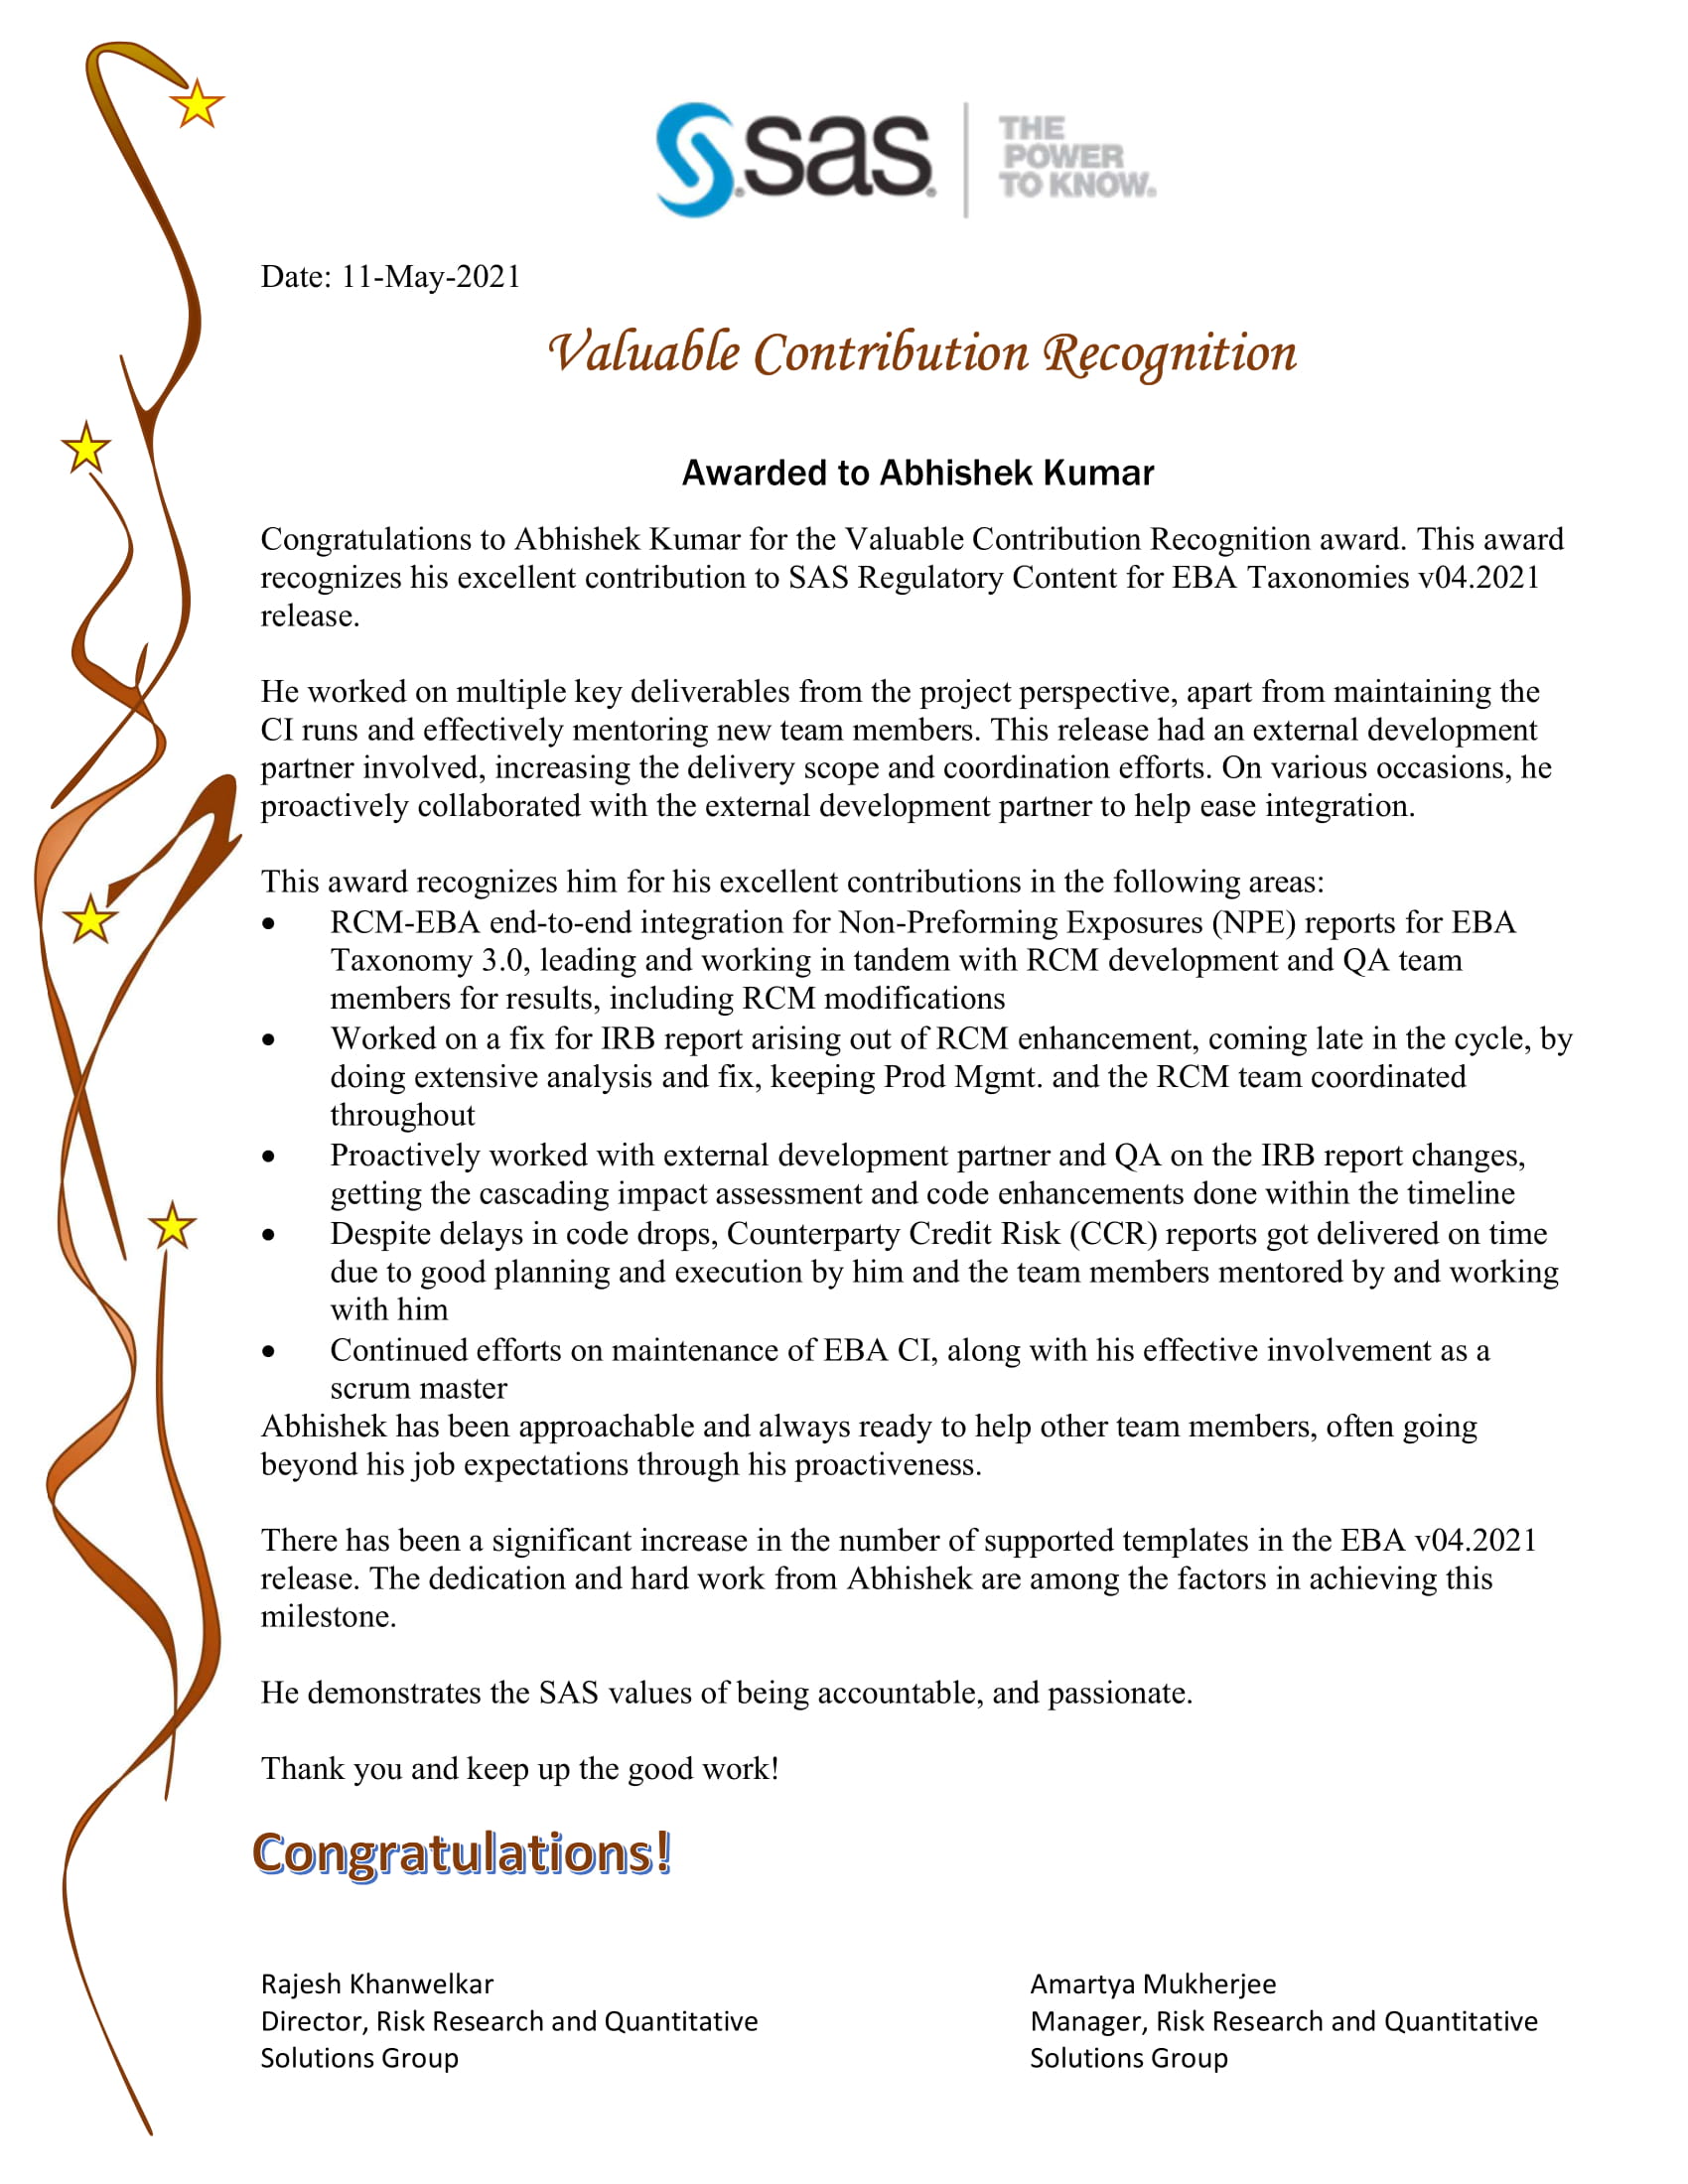 sas
THE
POWER
TO KNOW.
Date: 11-May-2021
Valuable Contribution Recognition
Awarded to Abhishek Kumar
Congratulations to Abhishek Kumar for the Valuable Contribution Recognition award. This award
recognizes his excellent contribution to SAS Regulatory Content for EBA Taxonomies v04.2021
release.
He worked on multiple key deliverables from the project perspective, apart from maintaining the
CI runs and effectively mentoring new team members. This release had an external development
partner involved, increasing the delivery scope and coordination efforts. On various occasions, he
proactively collaborated with the external development partner to help ease integration.
This award recognizes him for his excellent contributions in the following areas:
• RCM-EBA end-to-end integration for Non-Preforming Exposures (NPE) reports for EBA
Taxonomy 3.0, leading and working in tandem with RCM development and QA team
members for results, including RCM modifications
• Worked on a fix for IRB report arising out of RCM enhancement, coming late in the cycle, by
doing extensive analysis and fix, keeping Prod Mgmt. and the RCM team coordinated
throughout
• Proactively worked with external development partner and QA on the IRB report changes,
getting the cascading impact assessment and code enhancements done within the timeline
• Despite delays in code drops, Counterparty Credit Risk (CCR) reports got delivered on time
due to good planning and execution by him and the team members mentored by and working
with him
• Continued efforts on maintenance of EBA CI, along with his effective involvement as a
scrum master
Abhishek has been approachable and always ready to help other team members, often going
beyond his job expectations through his proactiveness.
There has been a significant increase in the number of supported templates in the EBA v04.2021
release. The dedication and hard work from Abhishek are among the factors in achieving this
milestone.
He demonstrates the SAS values of being accountable, and passionate.
Thank you and keep up the good work!
Congratulations!
Rajesh Khanwelkar
Director, Risk Research and Quantitative
Solutions Group
Amartya Mukherjee
Manager, Risk Research and Quantitative
Solutions Group